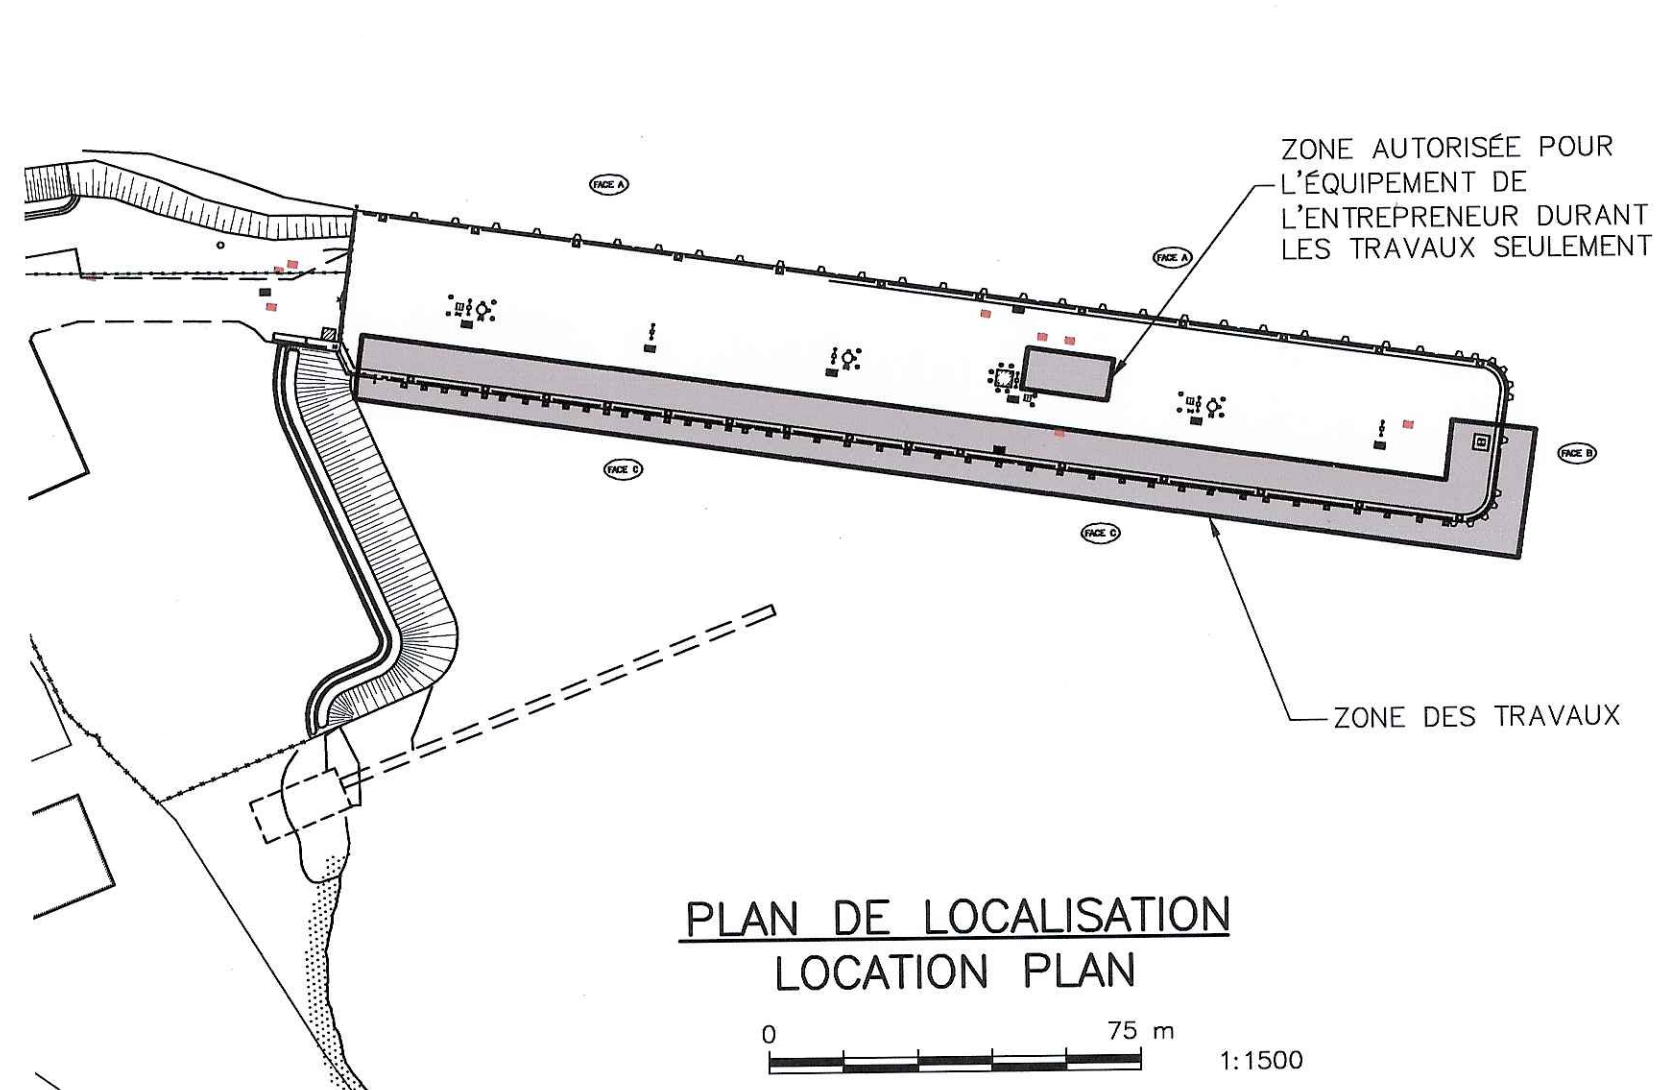 ZONE AUTORISÉE POUR
L'ÉQUIPEMENT DE
L'ENTREPRENEUR DURANT
LES TRAVAUX SEULEMENT
FACE A
FACE A
FACE B
FACE C
FACE C
ZONE DES TRAVAUX
PLAN DE LOCALISATION
LOCATION PLAN
0 75 m
1:1500